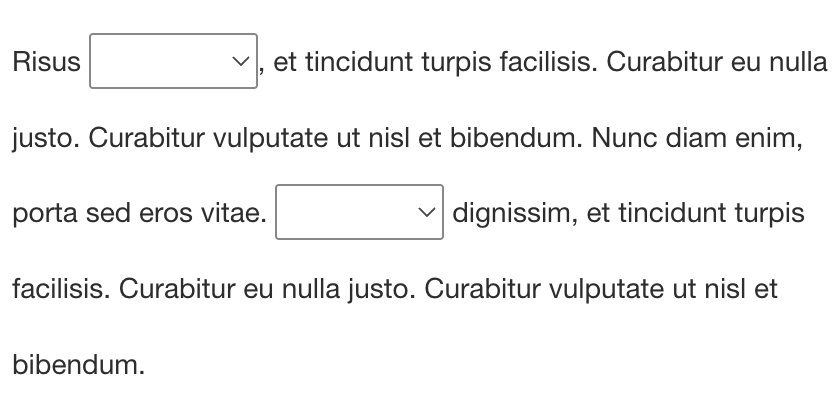 Risus , et tincidunt turpis facilisis. Curabitur eu nulla
justo. Curabitur vulputate ut nisl et bibendum. Nunc diam enim,
porta sed eros vitae. dignissim, et tincidunt turpis
facilisis. Curabitur eu nulla justo. Curabitur vulputate ut nisl et
bibendum.